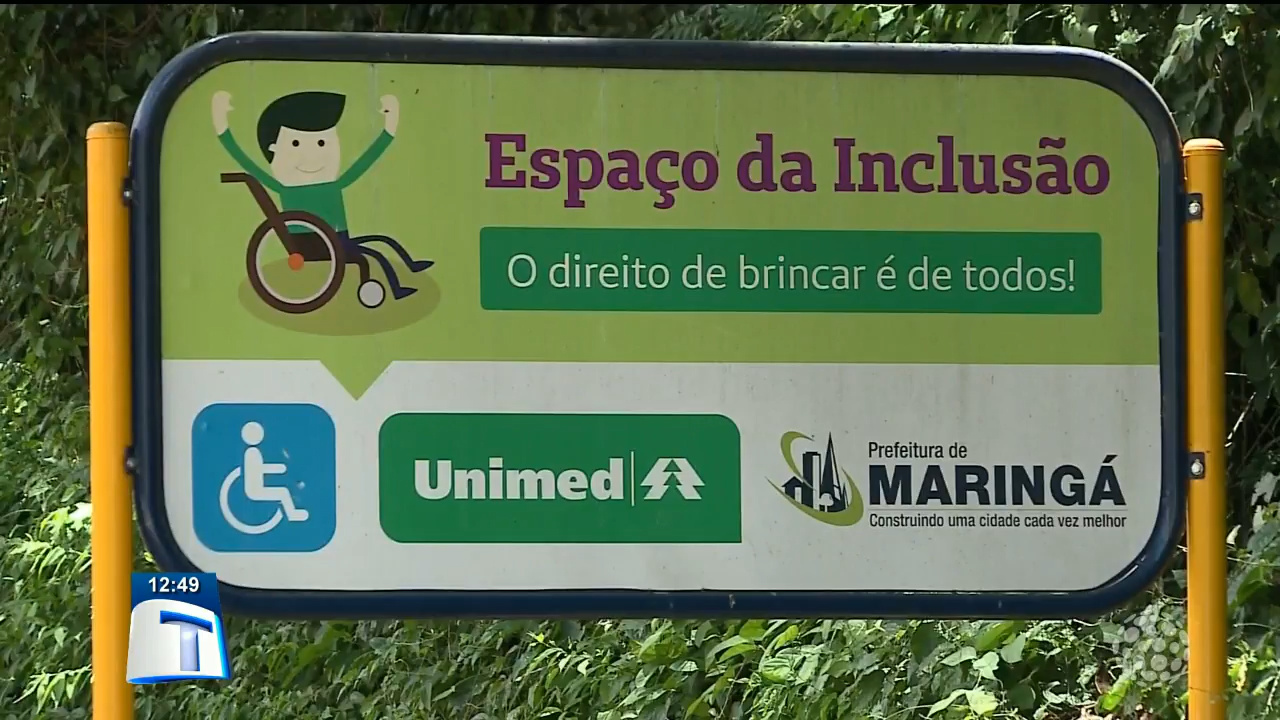 Espaço da Inclusão
O direito de brincar é de todos!
Unimed
Prefeitura de
MARINGÁ
Construindo uma cidade cada vez melhor
12:49
T